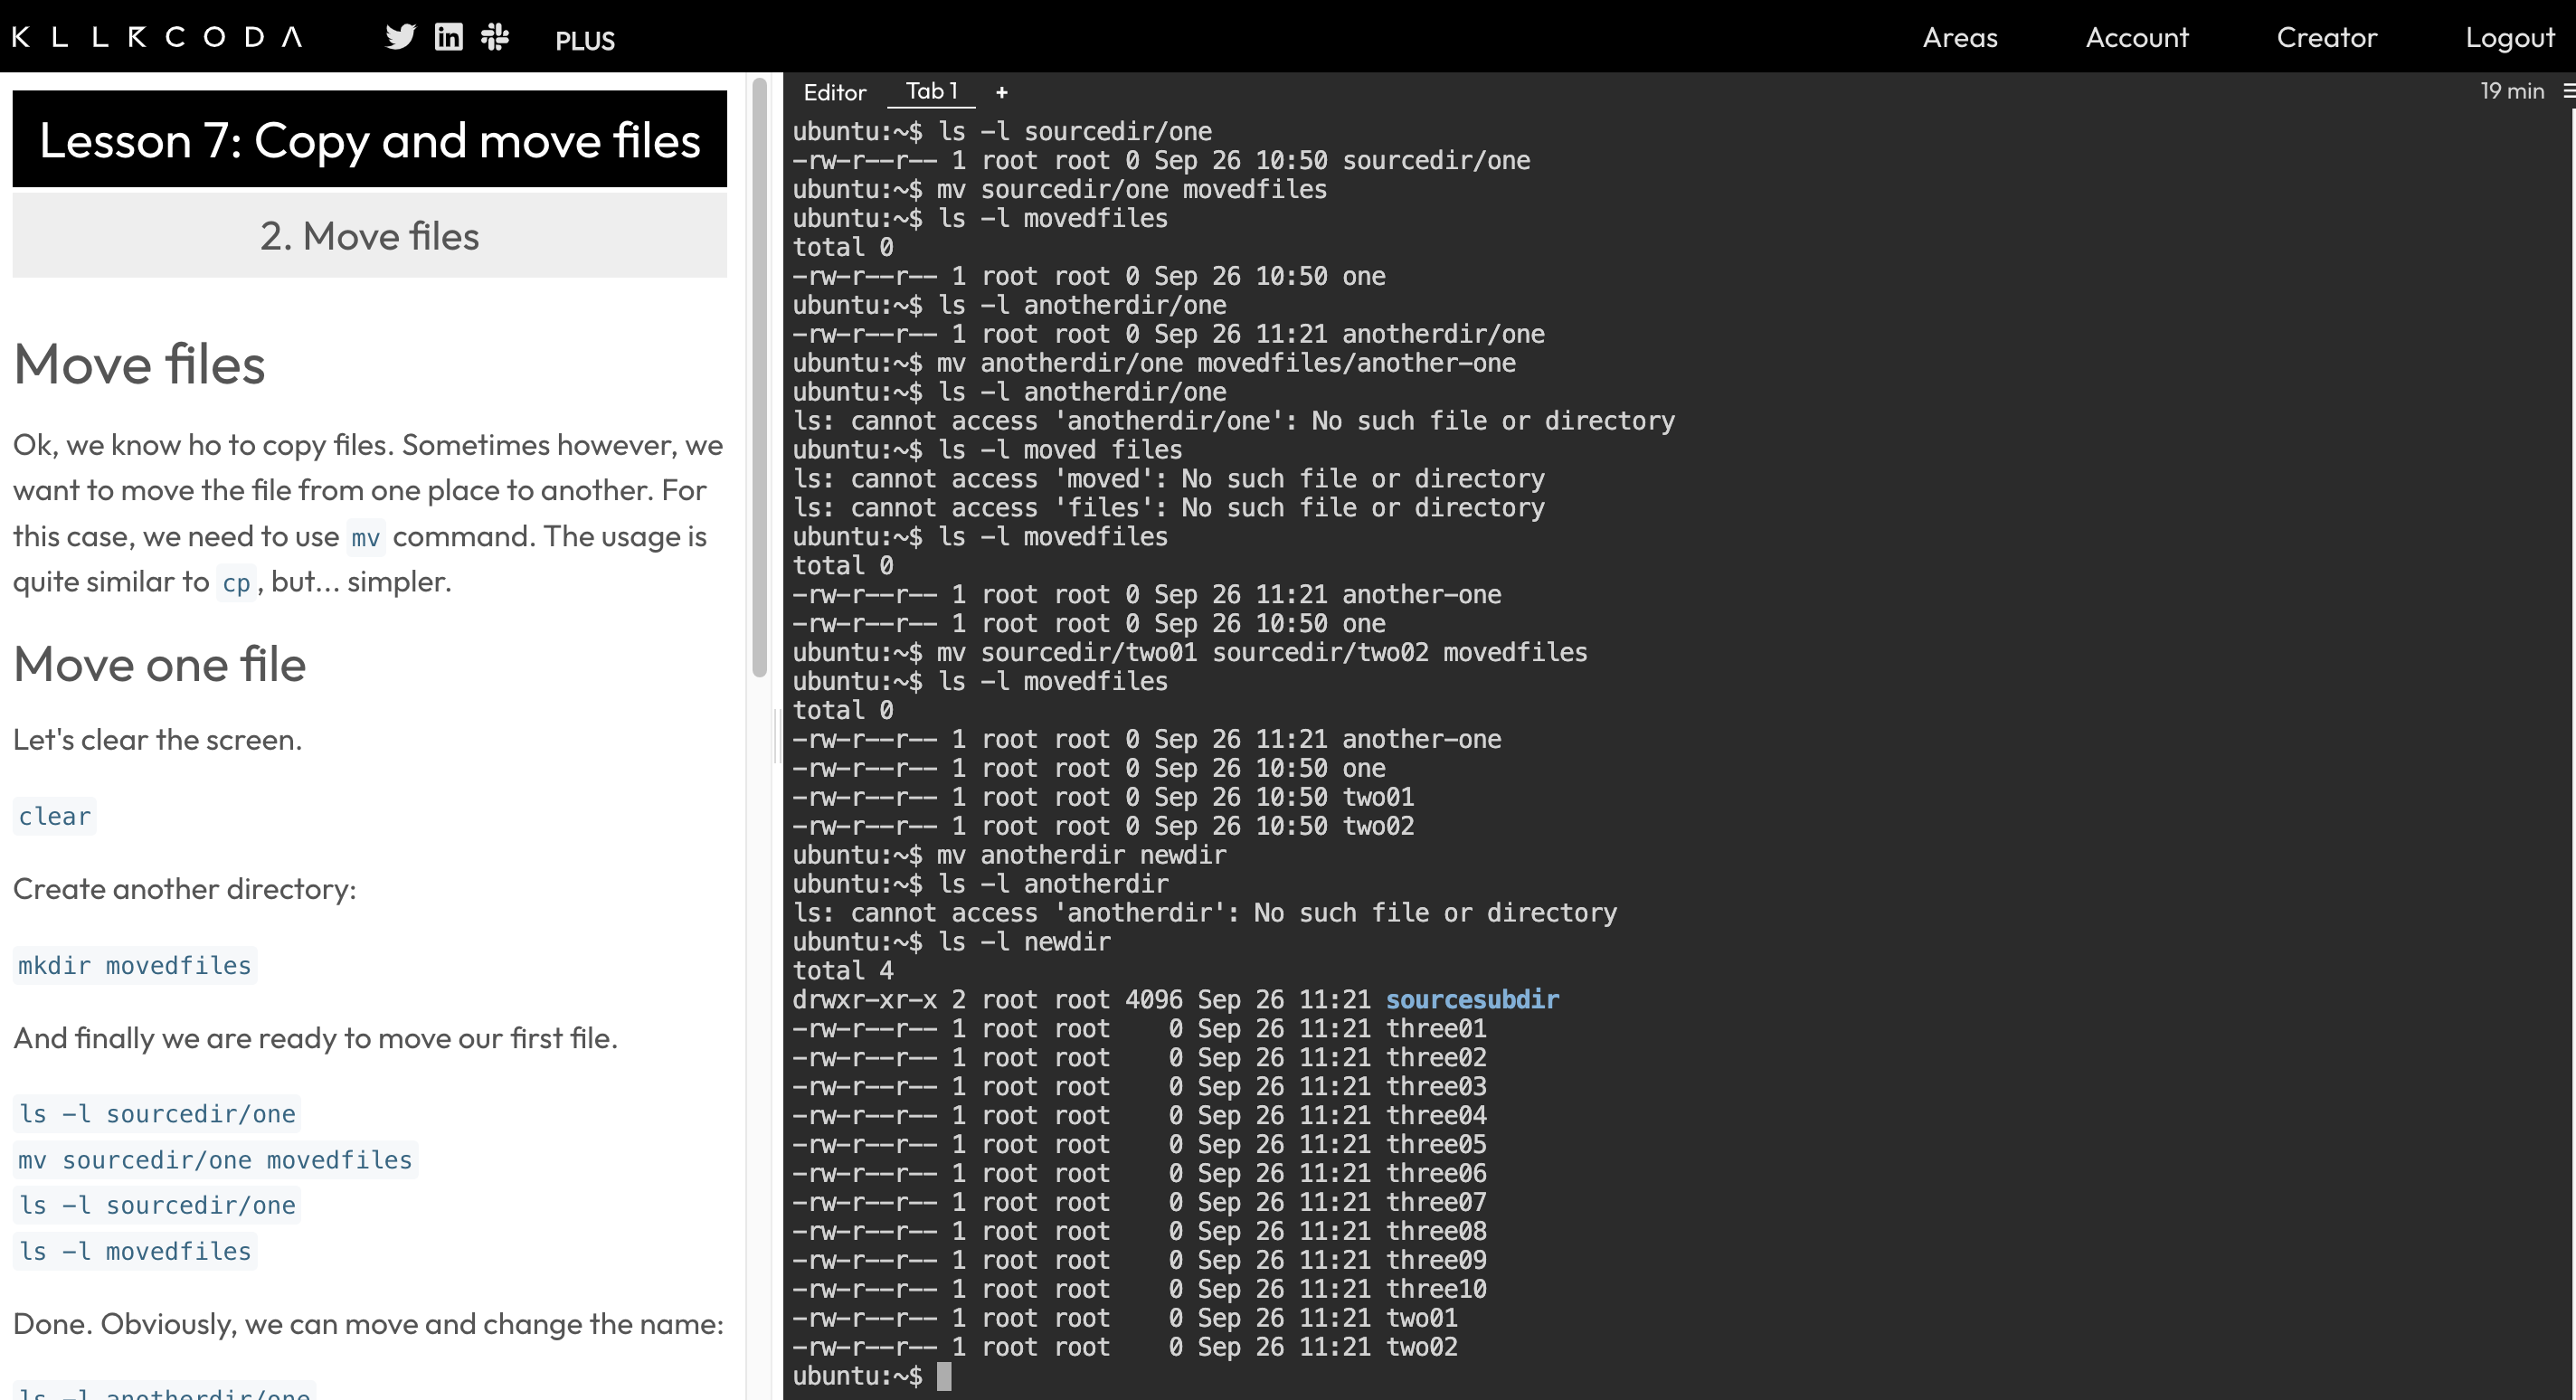 KLLRCODA PLUS Areas Account Creator Logout
Lesson 7: Copy and move files
2. Move files
Move files
Ok, we know ho to copy files. Sometimes however, we
want to move the file from one place to another. For
this case, we need to use mv command. The usage is
quite similar to cp, but... simpler.
Move one file
Let's clear the screen.
clear
Create another directory:
mkdir movedfiles
And finally we are ready to move our first file.
ls -l sourcedir/one
mv sourcedir/one movedfiles
ls -l sourcedir/one
ls -l movedfiles
Done. Obviously, we can move and change the name:
ls -l anotherdir/one
Editor Tab 1 + 19 min
ubuntu:~$ ls -l sourcedir/one
-rw-r--r-- 1 root root 0 Sep 26 10:50 sourcedir/one
ubuntu:~$ mv sourcedir/one movedfiles
ubuntu:~$ ls -l movedfiles
total 0
-rw-r--r-- 1 root root 0 Sep 26 10:50 one
ubuntu:~$ ls -l anotherdir/one
-rw-r--r-- 1 root root 0 Sep 26 11:21 anotherdir/one
ubuntu:~$ mv anotherdir/one movedfiles/another-one
ubuntu:~$ ls -l anotherdir/one
ls: cannot access 'anotherdir/one': No such file or directory
ubuntu:~$ ls -l moved files
ls: cannot access 'moved': No such file or directory
ls: cannot access 'files': No such file or directory
ubuntu:~$ ls -l movedfiles
total 0
-rw-r--r-- 1 root root 0 Sep 26 11:21 another-one
-rw-r--r-- 1 root root 0 Sep 26 10:50 one
ubuntu:~$ mv sourcedir/two01 sourcedir/two02 movedfiles
ubuntu:~$ ls -l movedfiles
total 0
-rw-r--r-- 1 root root 0 Sep 26 11:21 another-one
-rw-r--r-- 1 root root 0 Sep 26 10:50 one
-rw-r--r-- 1 root root 0 Sep 26 10:50 two01
-rw-r--r-- 1 root root 0 Sep 26 10:50 two02
ubuntu:~$ mv anotherdir newdir
ubuntu:~$ ls -l anotherdir
ls: cannot access 'anotherdir': No such file or directory
ubuntu:~$ ls -l newdir
total 4
drwxr-xr-x 2 root root 4096 Sep 26 11:21 sourcesubdir
-rw-r--r-- 1 root root    0 Sep 26 11:21 three01
-rw-r--r-- 1 root root    0 Sep 26 11:21 three02
-rw-r--r-- 1 root root    0 Sep 26 11:21 three03
-rw-r--r-- 1 root root    0 Sep 26 11:21 three04
-rw-r--r-- 1 root root    0 Sep 26 11:21 three05
-rw-r--r-- 1 root root    0 Sep 26 11:21 three06
-rw-r--r-- 1 root root    0 Sep 26 11:21 three07
-rw-r--r-- 1 root root    0 Sep 26 11:21 three08
-rw-r--r-- 1 root root    0 Sep 26 11:21 three09
-rw-r--r-- 1 root root    0 Sep 26 11:21 three10
-rw-r--r-- 1 root root    0 Sep 26 11:21 two01
-rw-r--r-- 1 root root    0 Sep 26 11:21 two02
ubuntu:~$